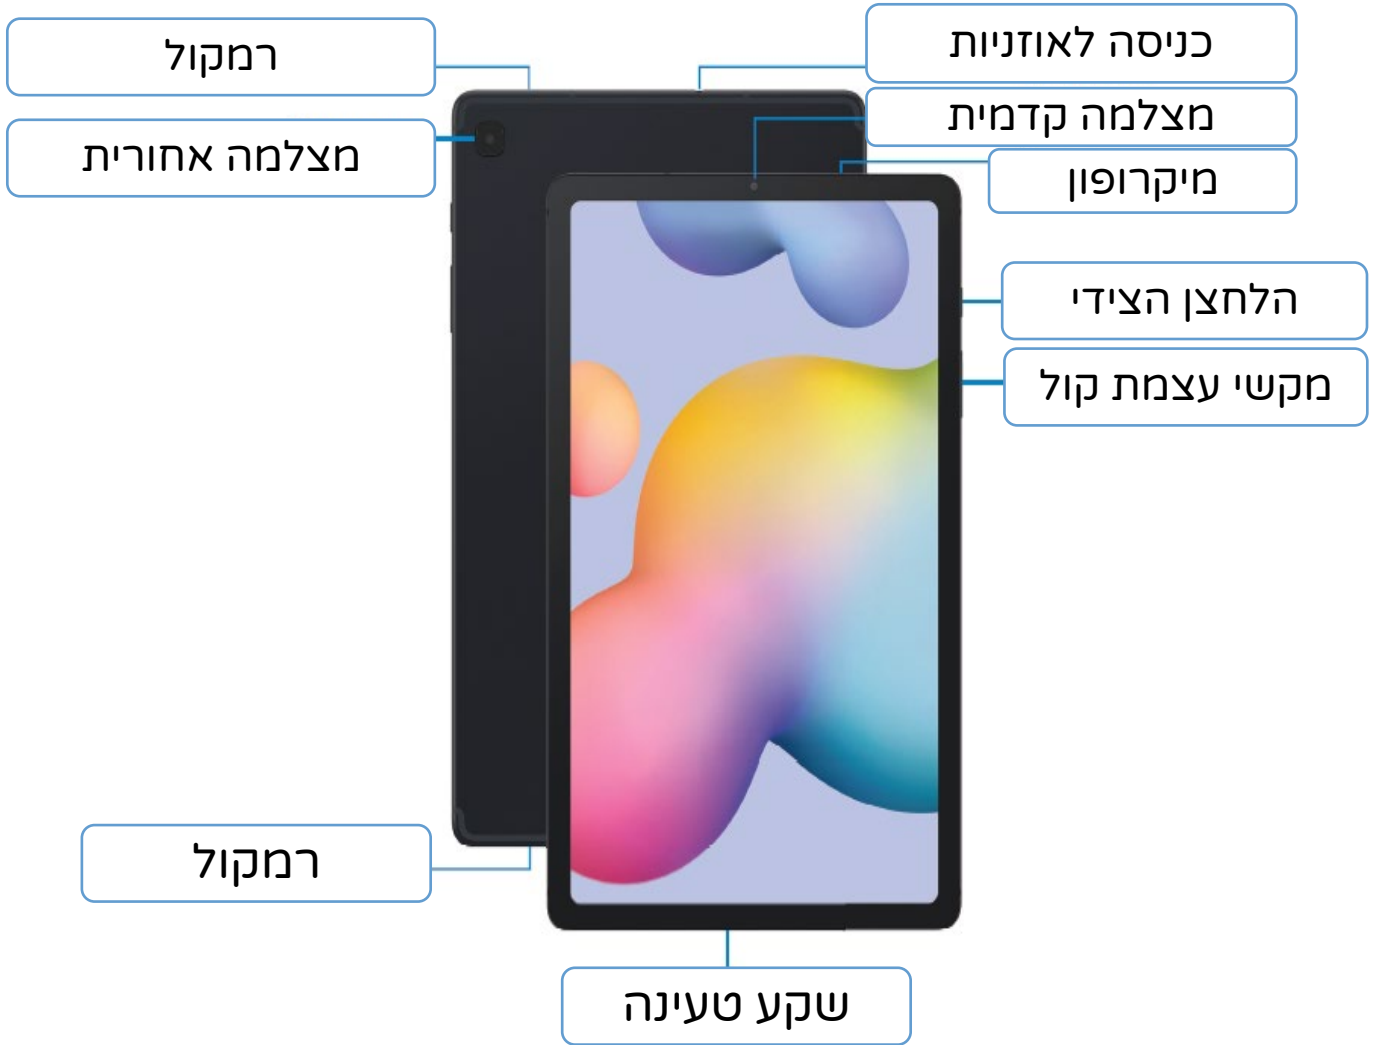 כניסה לאוזניות
רמקול
מצלמה קדמית
מצלמה אחורית
מיקרופון
הלחצן הצידי
מקשי עצמת קול
רמקול
שקע טעינה